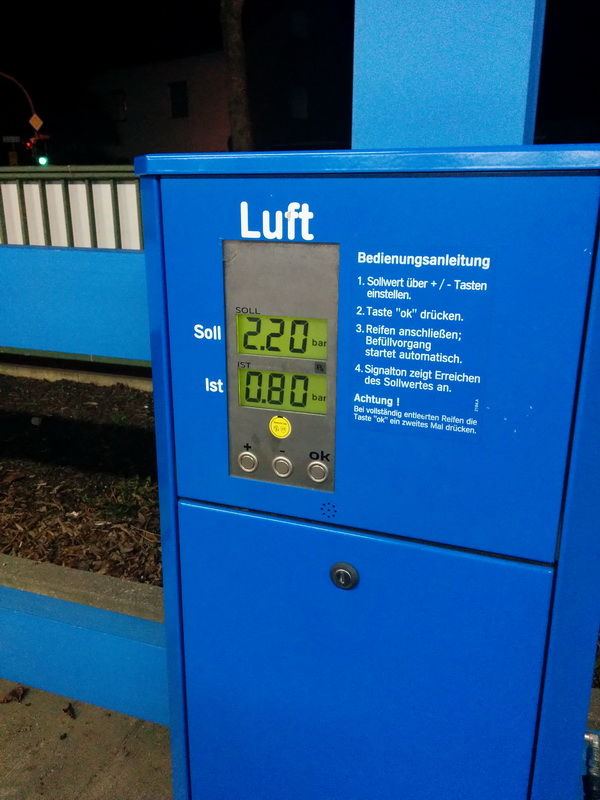 Luft
SOLL
Soll
2.20 bar
IST
Ist
0.80 bar
+ - ok
Bedienungsanleitung
1. Sollwert über + / - Tasten
einstellen.
2. Taste "ok" drücken.
3. Reifen anschließen;
Befüllvorgang
startet automatisch.
4. Signalton zeigt Erreichen
des Sollwertes an.
Achtung !
Bei vollständig entleerten Reifen die
Taste "ok" ein zweites Mal drücken.